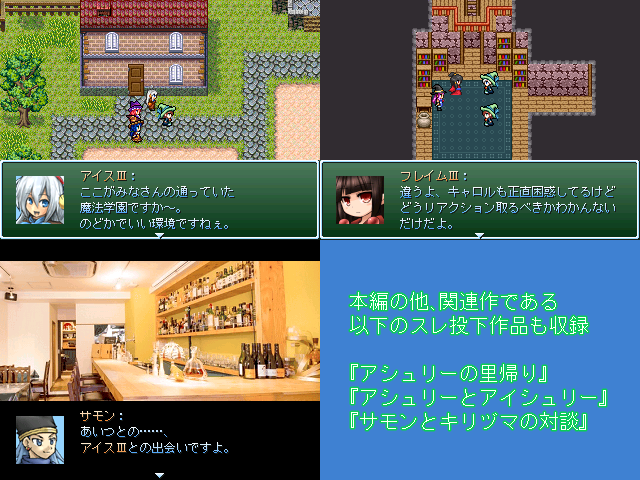 アイスⅢ：
ここがみなさんの通っていた
魔法学園ですか～。
のどかでいい環境ですねぇ。
フレイムⅢ：
違うよ、キャロルも正直困惑してるけど
どうリアクション取るべきかわかんない
だけだよ。
サモン：
あいつとの……、
アイスⅢとの出会いですよ。
本編の他､関連作である
以下のスレ投下作品も収録
『アシュリーの里帰り』
『アシュリーとアイシュリー』
『サモンとキリヅマの対談』